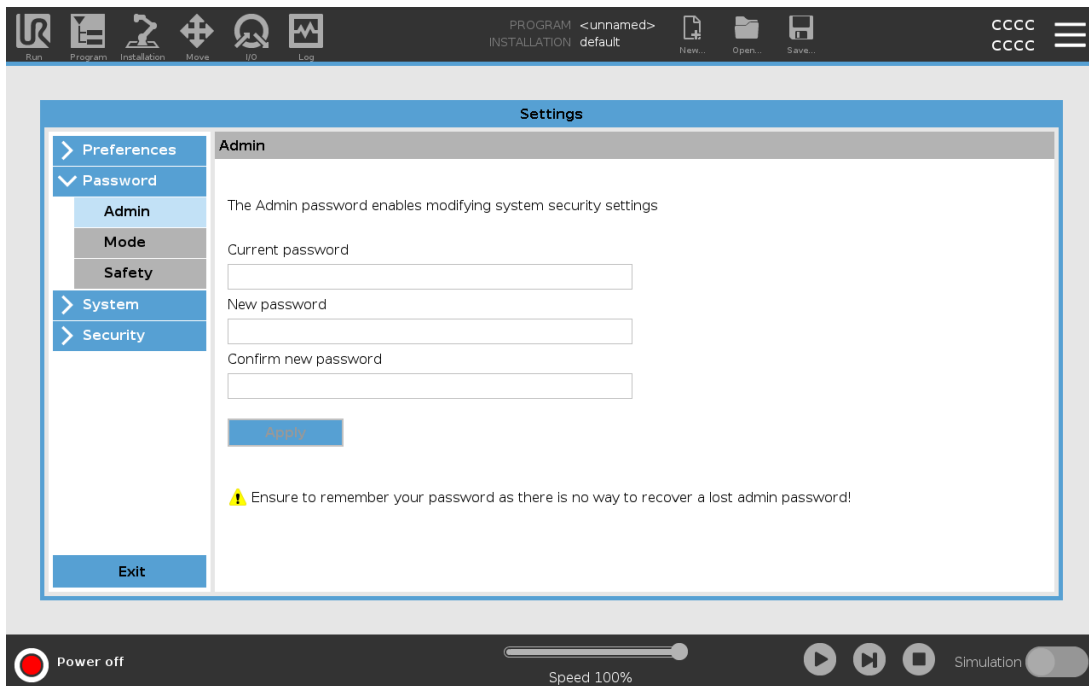 PROGRAM <unnamed>
INSTALLATION default
CCCC
CCCC
Run
Program
Installation
Move
I/O
Log
New...
Open...
Save...
Settings
Preferences
Password
Admin
Mode
Safety
System
Security
Exit
Admin
The Admin password enables modifying system security settings
Current password
New password
Confirm new password
Apply
Ensure to remember your password as there is no way to recover a lost admin password!
Power off
Speed 100%
Simulation